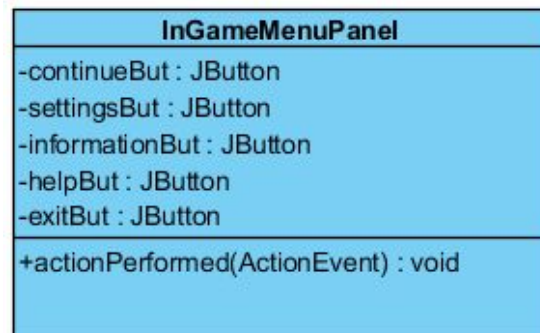 InGameMenuPanel
-continueBut : JButton
-settingsBut : JButton
-informationBut : JButton
-helpBut : JButton
-exitBut : JButton
+actionPerformed(ActionEvent) : void